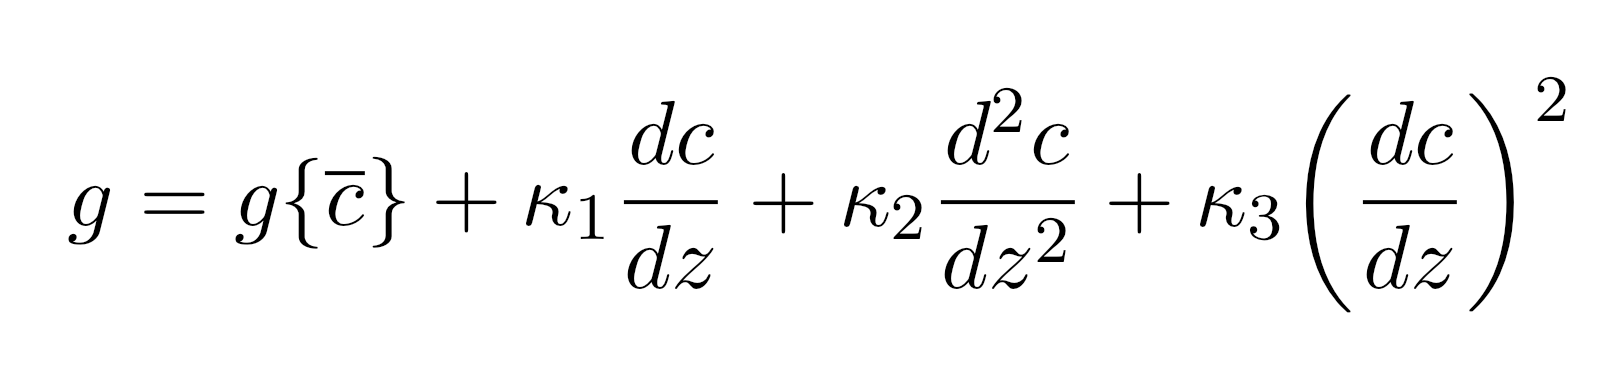 g = g{c̅} + κ₁ dc/dz + κ₂ d²c/dz² + κ₃ (dc/dz)²